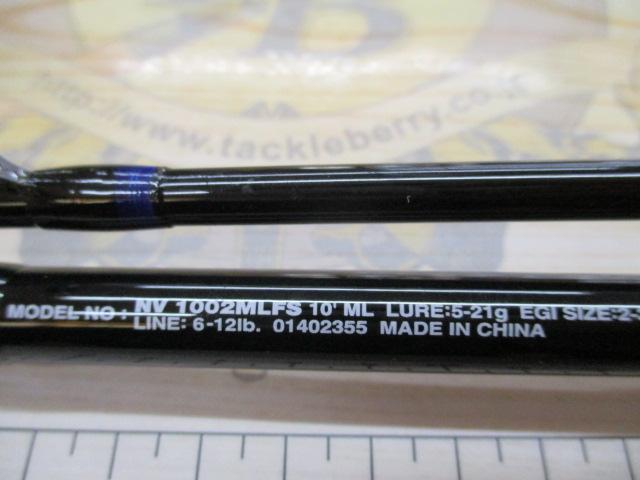 http://www.tackleberry.co.jp
MODEL NO : NV 1002MLFS 10' ML LURE:5-21g EGI SIZE:2-
LINE: 6-12lb. 01402355 MADE IN CHINA